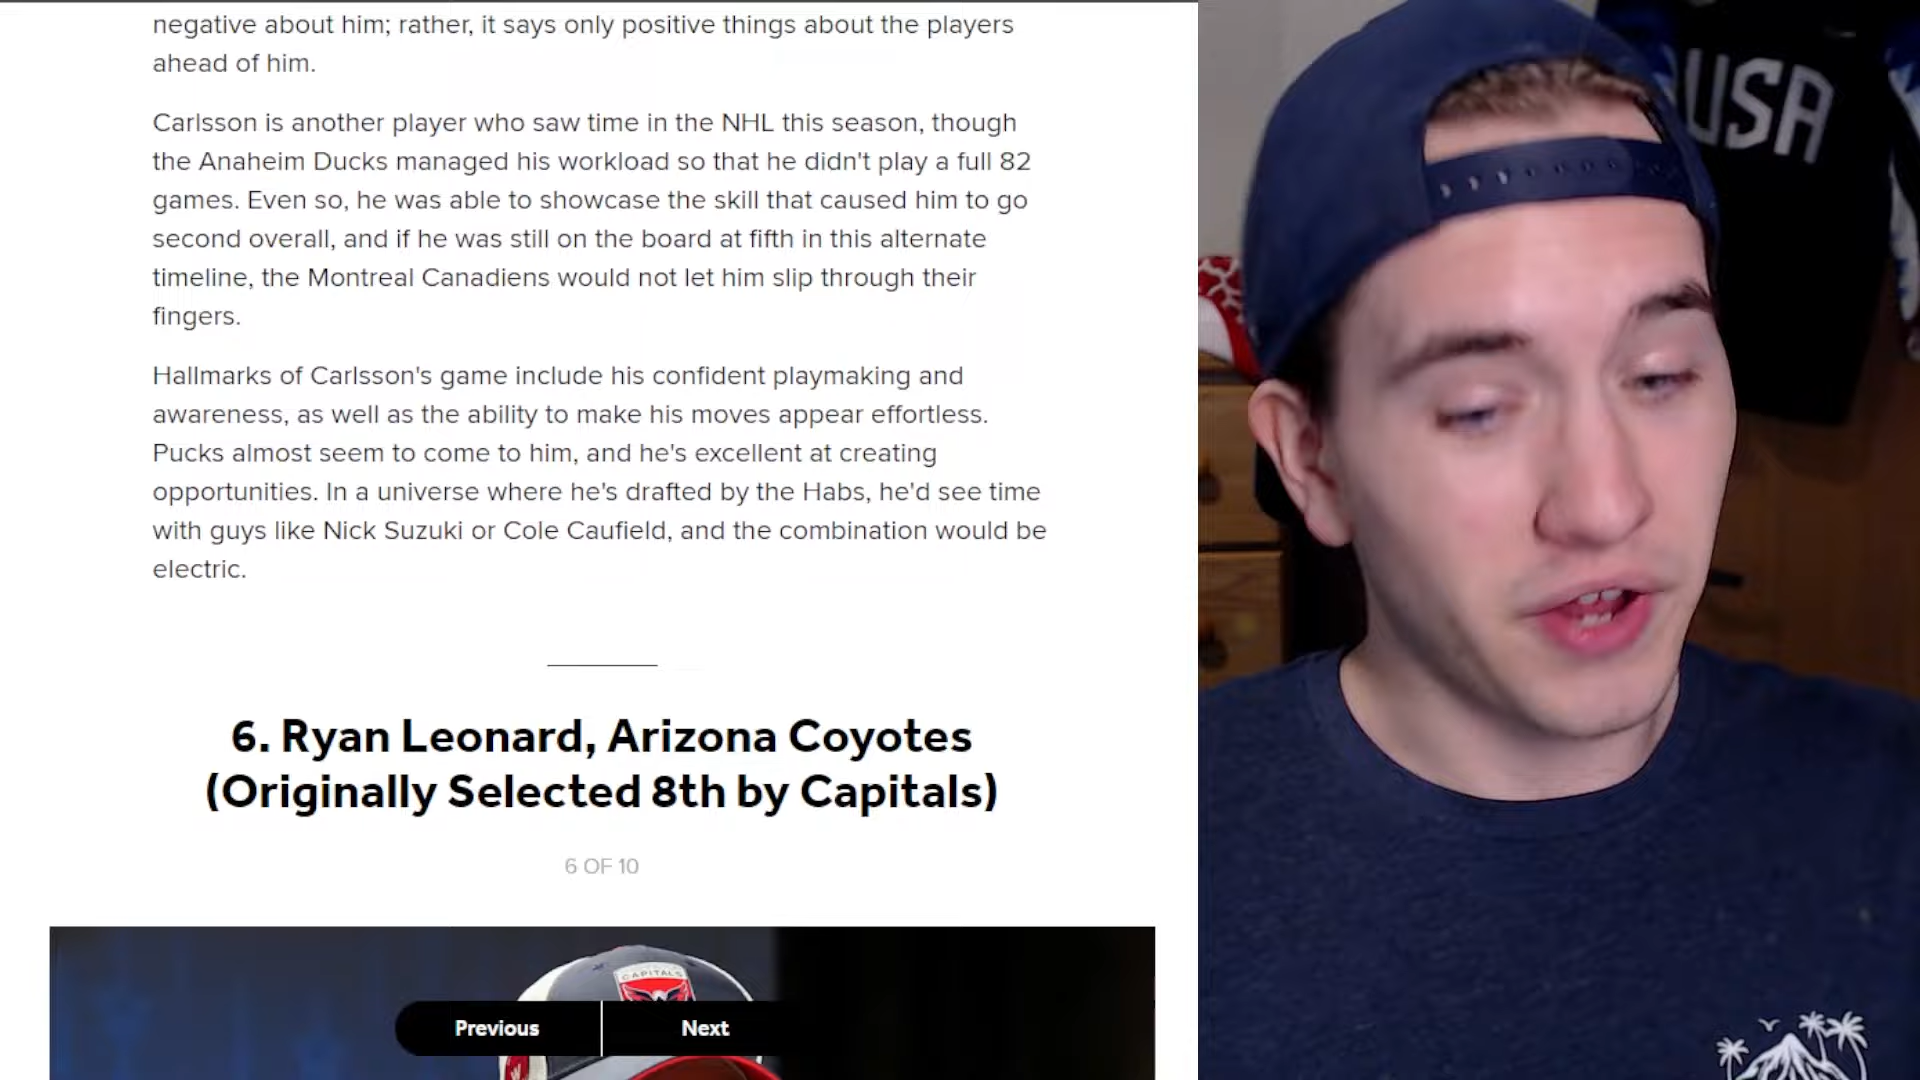 negative about him; rather, it says only positive things about the players
ahead of him.
Carlsson is another player who saw time in the NHL this season, though
the Anaheim Ducks managed his workload so that he didn't play a full 82
games. Even so, he was able to showcase the skill that caused him to go
second overall, and if he was still on the board at fifth in this alternate
timeline, the Montreal Canadiens would not let him slip through their
fingers.
Hallmarks of Carlsson's game include his confident playmaking and
awareness, as well as the ability to make his moves appear effortless.
Pucks almost seem to come to him, and he's excellent at creating
opportunities. In a universe where he's drafted by the Habs, he'd see time
with guys like Nick Suzuki or Cole Caufield, and the combination would be
electric.
6. Ryan Leonard, Arizona Coyotes
(Originally Selected 8th by Capitals)
6 OF 10
CAPITALS
Previous
Next
USA